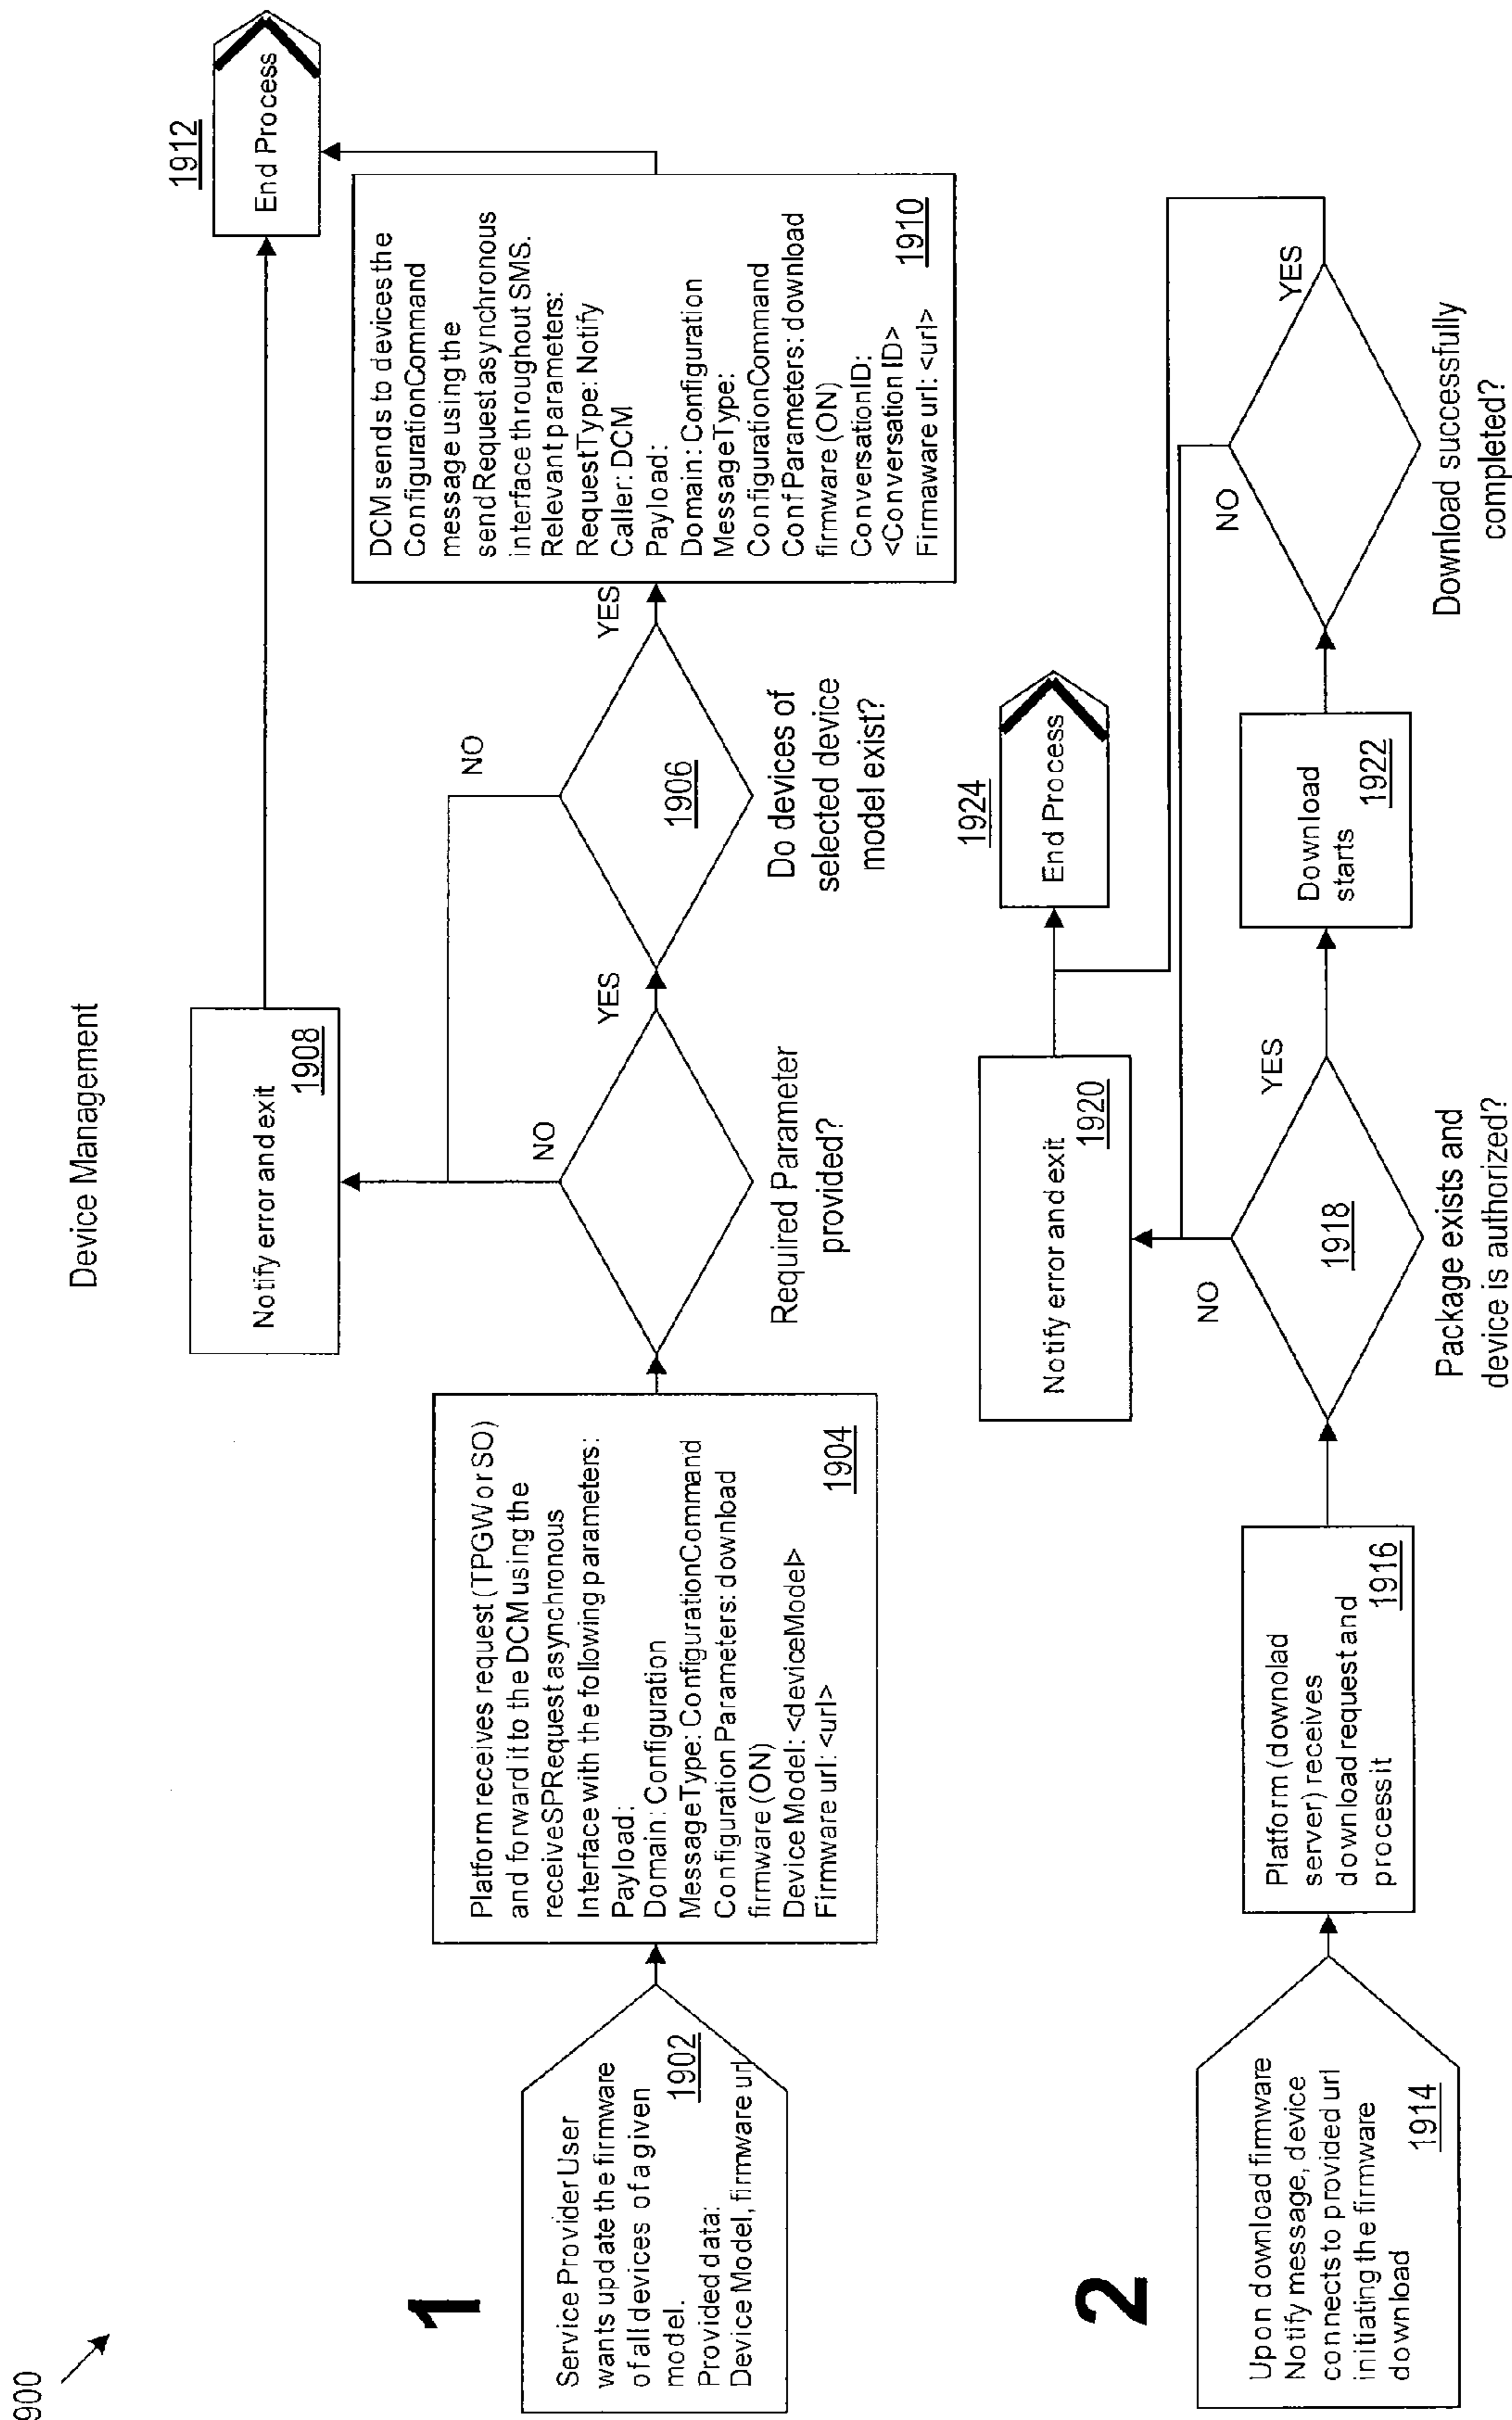 900
Device Management
1
Service Provider User
wants update the firmware
of all devices of a given
model.
1902
Provided data:
Device Model, firmware url
Platform receives request (TPGW or SO)
and forward it to the DCM using the
receiveSPRequest asynchronous
Interface with the following parameters:
Payload:
Domain: Configuration
MessageType: ConfigurationCommand
Configuration Parameters: download
firmware (ON)
Device Model: <deviceModel>
Firmware url: <url>
1904
Required Parameter
provided?
NO
YES
Notify error and exit
1908
1906
Do devices of
selected device
model exist?
NO
YES
DCM sends to devices the
ConfigurationCommand
message using the
sendRequest asynchronous
interface throughout SMS.
Relevant parameters:
RequestType: Notify
Caller: DCM
Payload:
Domain: Configuration
MessageType:
ConfigurationCommand
ConfParameters: download
firmware (ON)
ConversationID:
<Conversation ID>
Firmaware url: <url>
1910
1912
End Process
2
Upon download firmware
Notify message, device
connects to provided url
initiating the firmware
download
1914
Platform (downolad
server) receives
download request and
process it
1916
1918
Package exists and
device is authorized?
NO
YES
Notify error and exit
1920
Download
starts
1922
1924
End Process
NO
YES
Download successfully
completed?